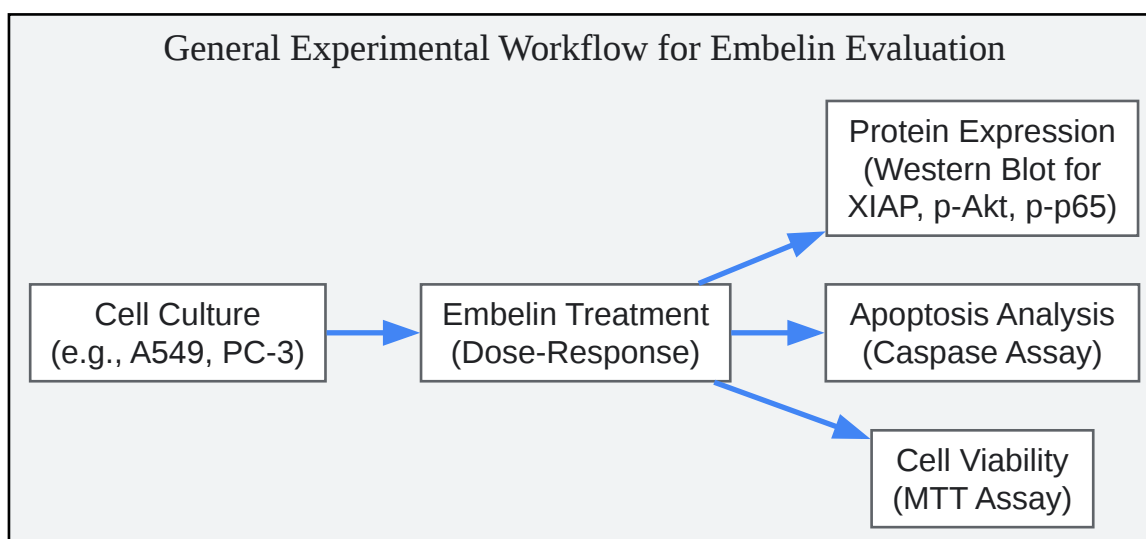 General Experimental Workflow for Embelin Evaluation
Cell Culture
(e.g., A549, PC-3)
Embelin Treatment
(Dose-Response)
Protein Expression
(Western Blot for
XIAP, p-Akt, p-p65)
Apoptosis Analysis
(Caspase Assay)
Cell Viability
(MTT Assay)